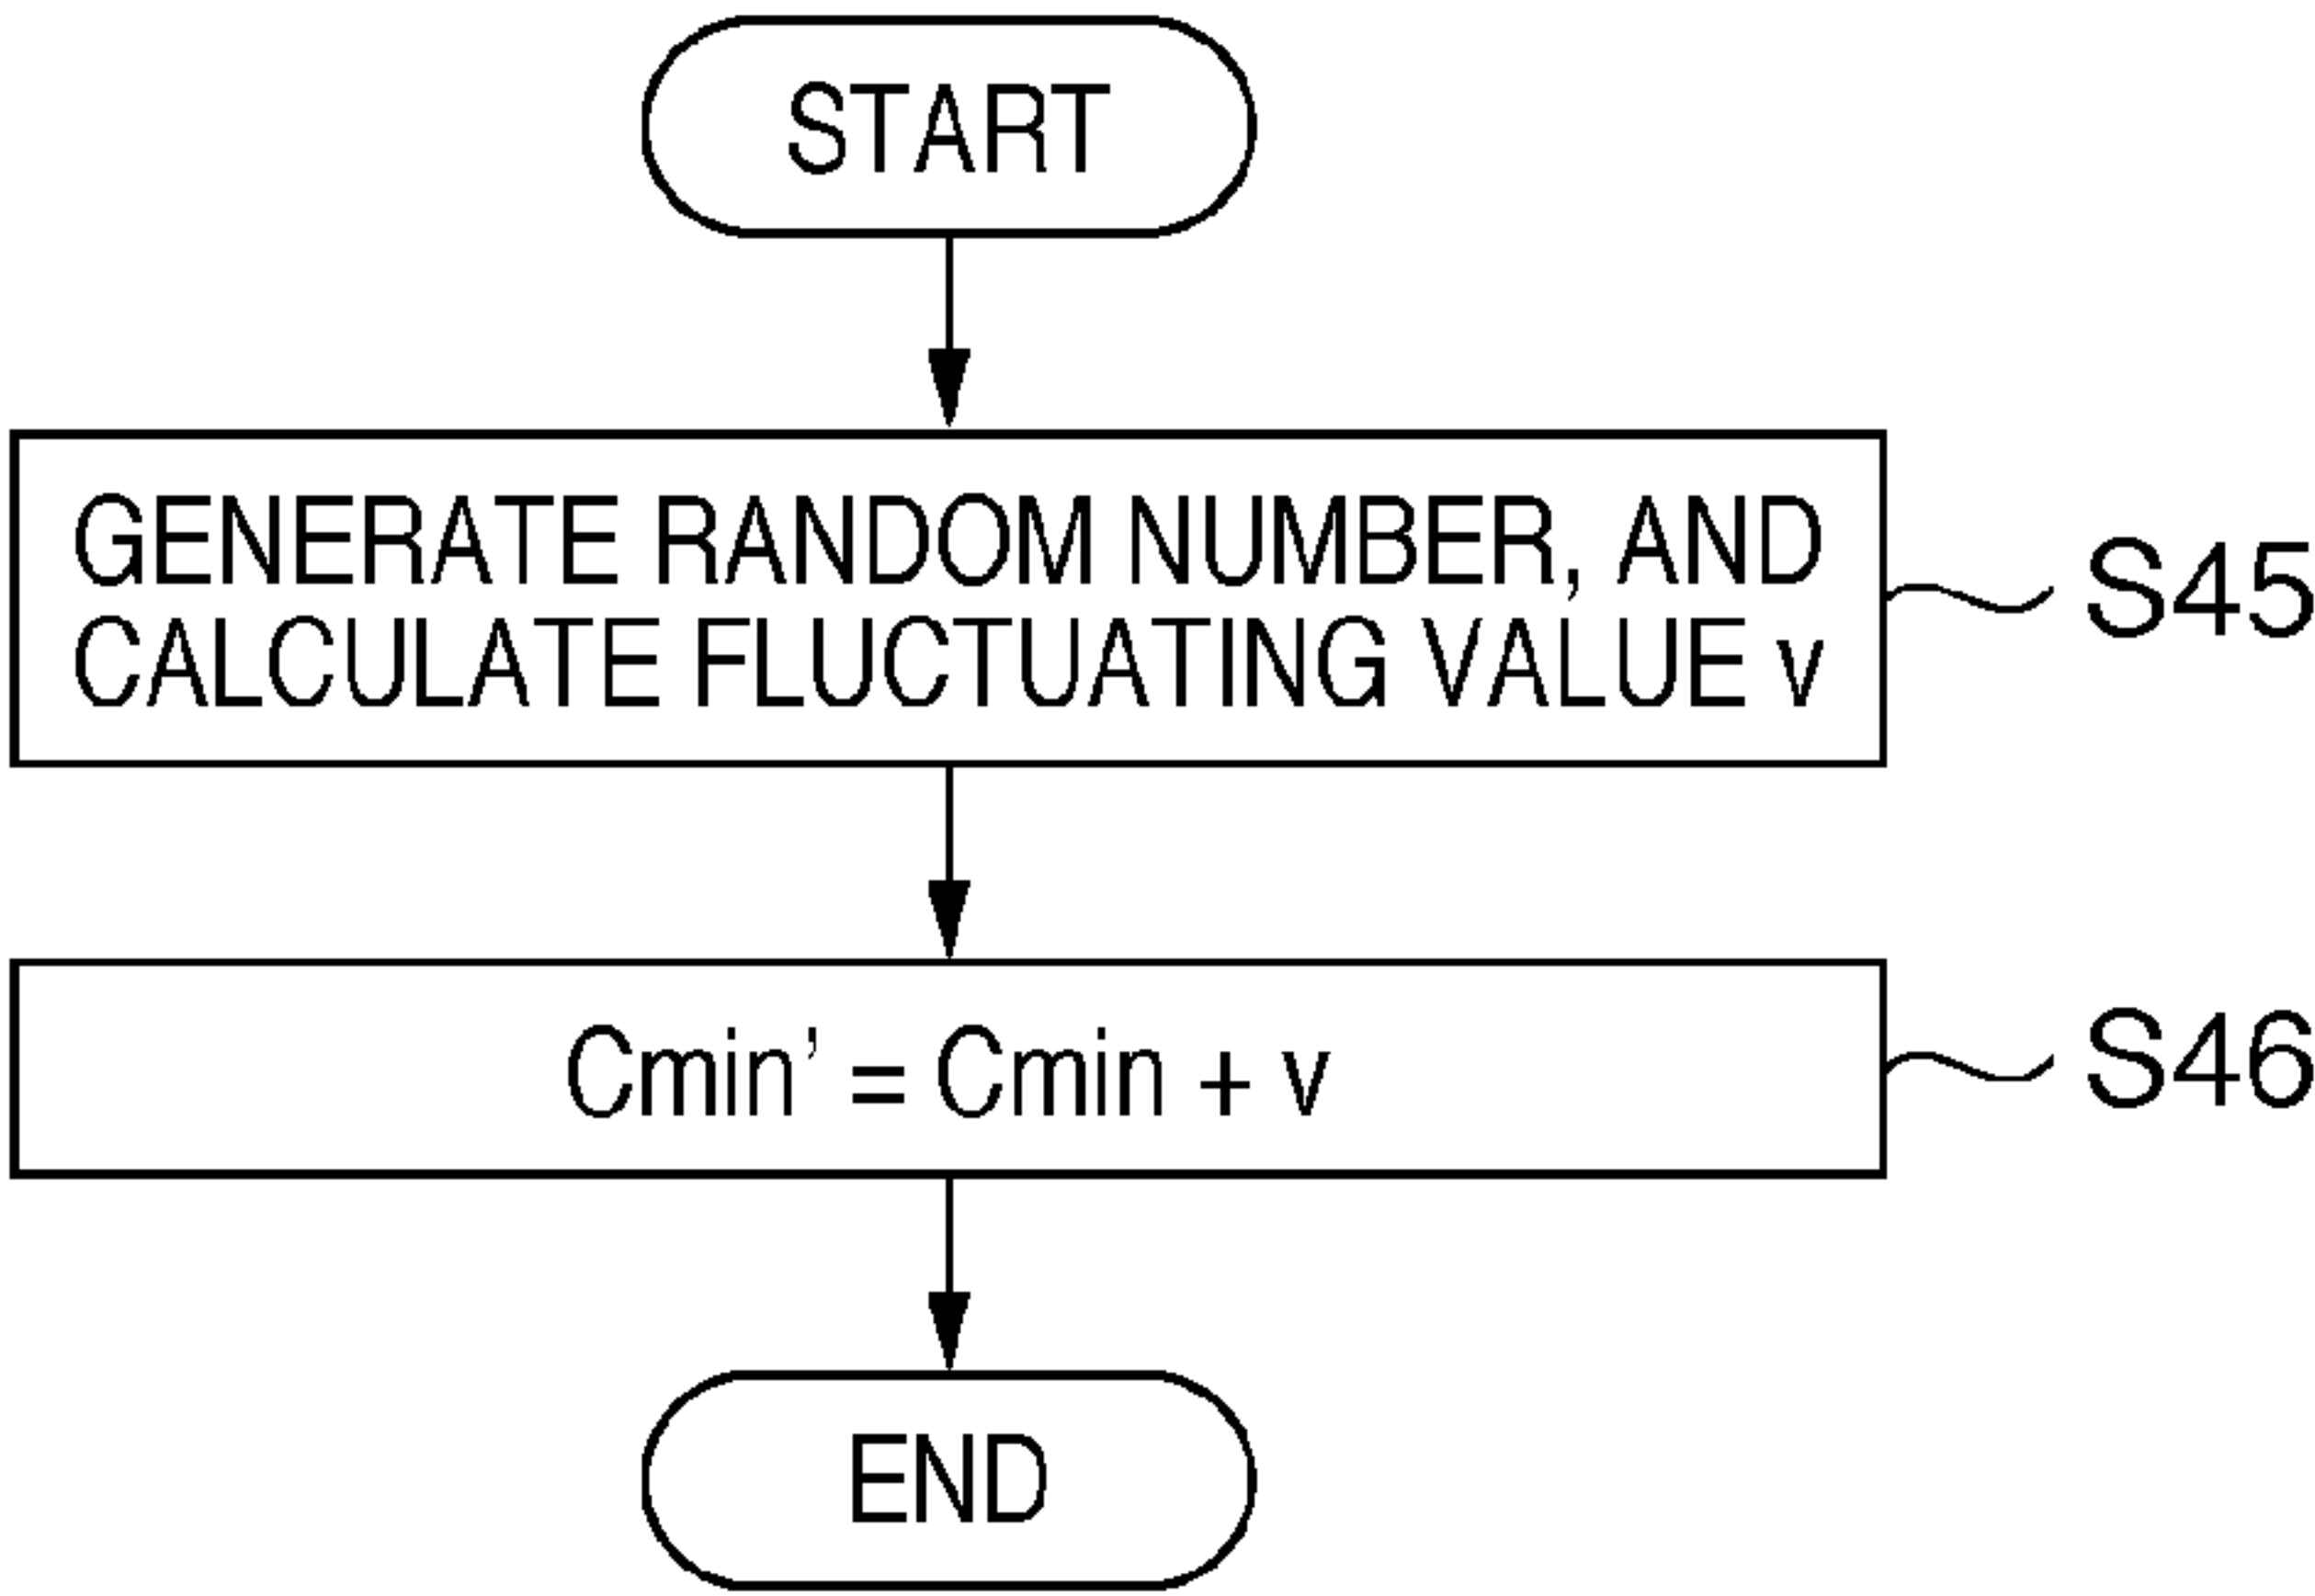 START
GENERATE RANDOM NUMBER, AND
CALCULATE FLUCTUATING VALUE v
S45
Cmin’ = Cmin + v
S46
END